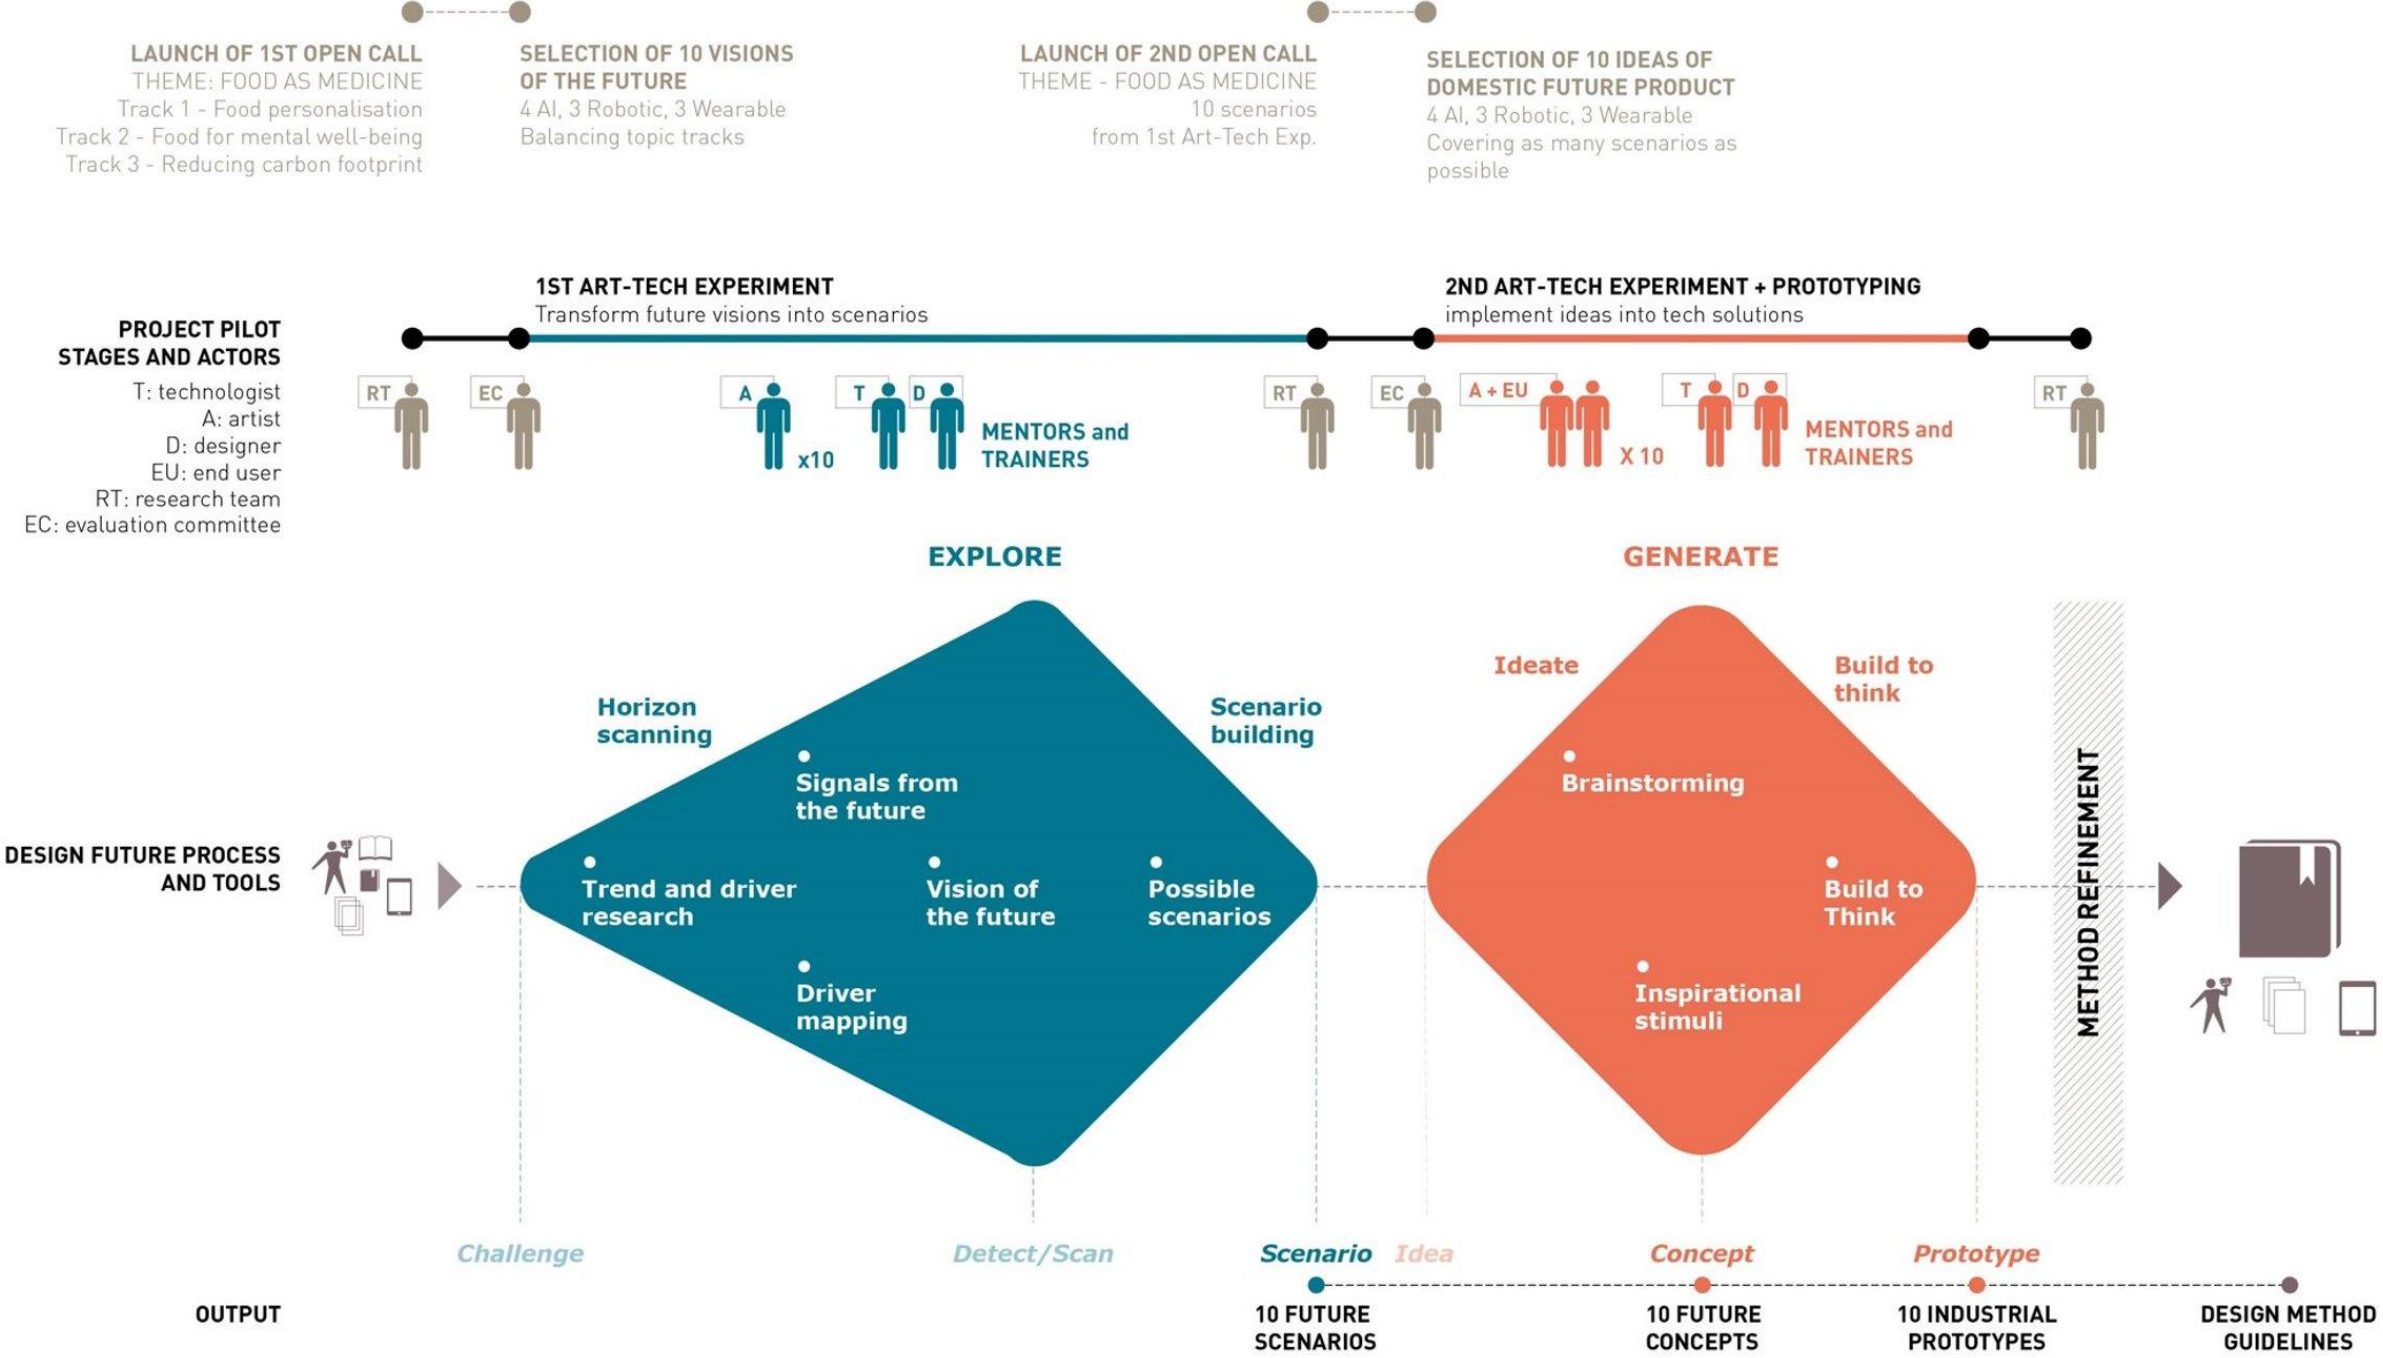 LAUNCH OF 1ST OPEN CALL
THEME: FOOD AS MEDICINE
Track 1 - Food personalisation
Track 2 - Food for mental well-being
Track 3 - Reducing carbon footprint
SELECTION OF 10 VISIONS
OF THE FUTURE
4 AI, 3 Robotic, 3 Wearable
Balancing topic tracks
LAUNCH OF 2ND OPEN CALL
THEME - FOOD AS MEDICINE
10 scenarios
from 1st Art-Tech Exp.
SELECTION OF 10 IDEAS OF
DOMESTIC FUTURE PRODUCT
4 AI, 3 Robotic, 3 Wearable
Covering as many scenarios as
possible
PROJECT PILOT
STAGES AND ACTORS
T: technologist
A: artist
D: designer
EU: end user
RT: research team
EC: evaluation committee
1ST ART-TECH EXPERIMENT
Transform future visions into scenarios
2ND ART-TECH EXPERIMENT + PROTOTYPING
implement ideas into tech solutions
RT
EC
A
x10
T
D
MENTORS and
TRAINERS
RT
EC
A + EU
X 10
T
D
MENTORS and
TRAINERS
RT
EXPLORE
GENERATE
DESIGN FUTURE PROCESS
AND TOOLS
Horizon
scanning
Scenario
building
Signals from
the future
Trend and driver
research
Vision of
the future
Possible
scenarios
Driver
mapping
Ideate
Build to
think
Brainstorming
Build to
Think
Inspirational
stimuli
METHOD REFINEMENT
Challenge
Detect/Scan
Scenario
Idea
Concept
Prototype
OUTPUT
10 FUTURE
SCENARIOS
10 FUTURE
CONCEPTS
10 INDUSTRIAL
PROTOTYPES
DESIGN METHOD
GUIDELINES